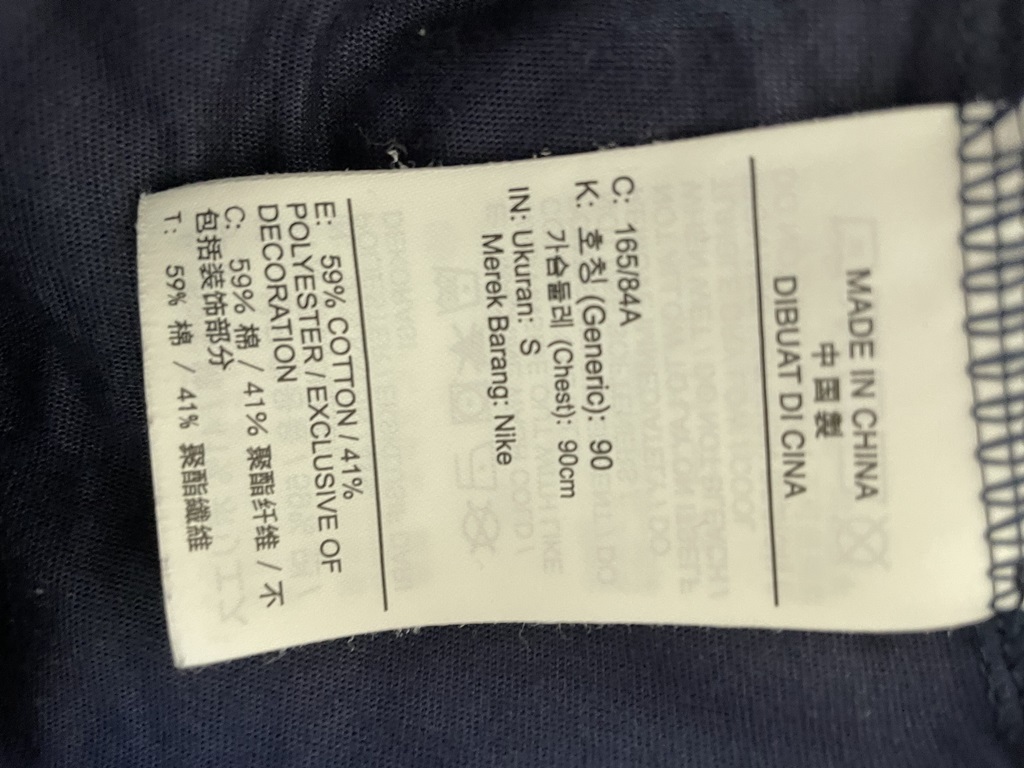 MADE IN CHINA
中 國 製
DIBUAT DI CINA
C: 165/84A
K: 호칭 (Generic): 90
가슴둘레 (Chest): 90cm
IN: Ukuran: S
Merek Barang: Nike
E: 59% COTTON / 41%
POLYESTER / EXCLUSIVE OF
DECORATION
C: 59% 棉 / 41% 聚酯纤维 / 不
包括装饰部分
T: 59% 棉 / 41% 聚酯纖維